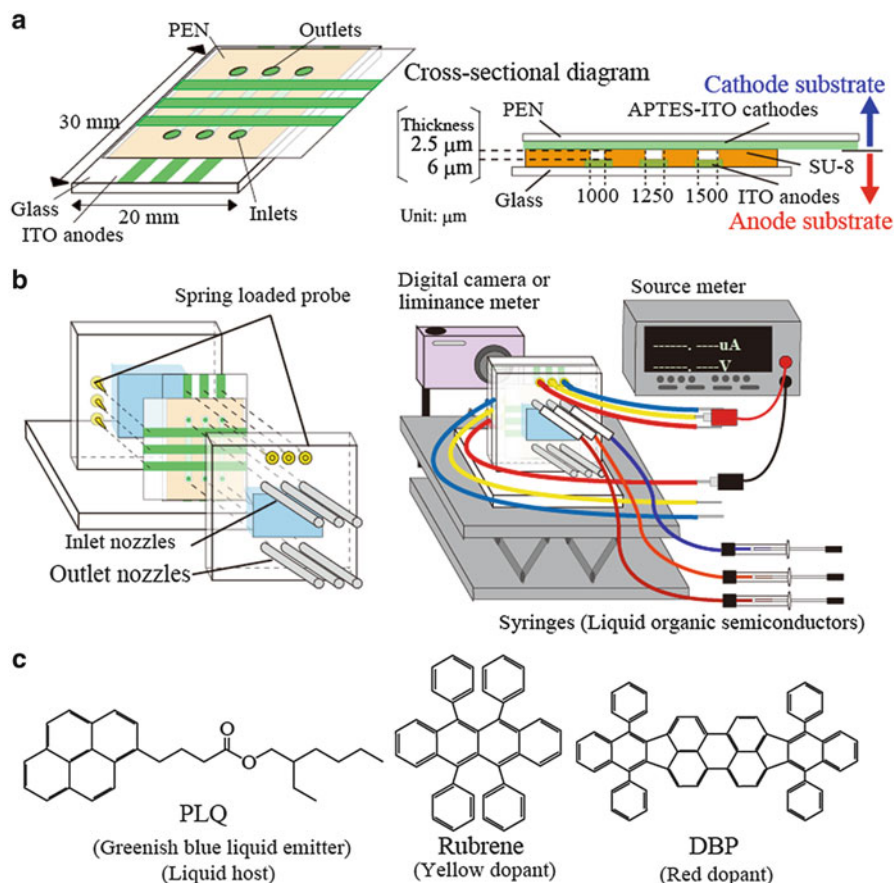 a
PEN
Outlets
30 mm
Glass
ITO anodes
20 mm
Inlets
Cross-sectional diagram
Cathode substrate
PEN
APTES-ITO cathodes
Thickness
2.5 μm
6 μm
SU-8
Glass
1000
1250
1500
ITO anodes
Unit: μm
Anode substrate
b
Spring loaded probe
Inlet nozzles
Outlet nozzles
Digital camera or
liminance meter
Source meter
------. ----uA
------. ----V
Syringes (Liquid organic semiconductors)
c
O
O
PLQ
(Greenish blue liquid emitter)
(Liquid host)
Rubrene
(Yellow dopant)
DBP
(Red dopant)